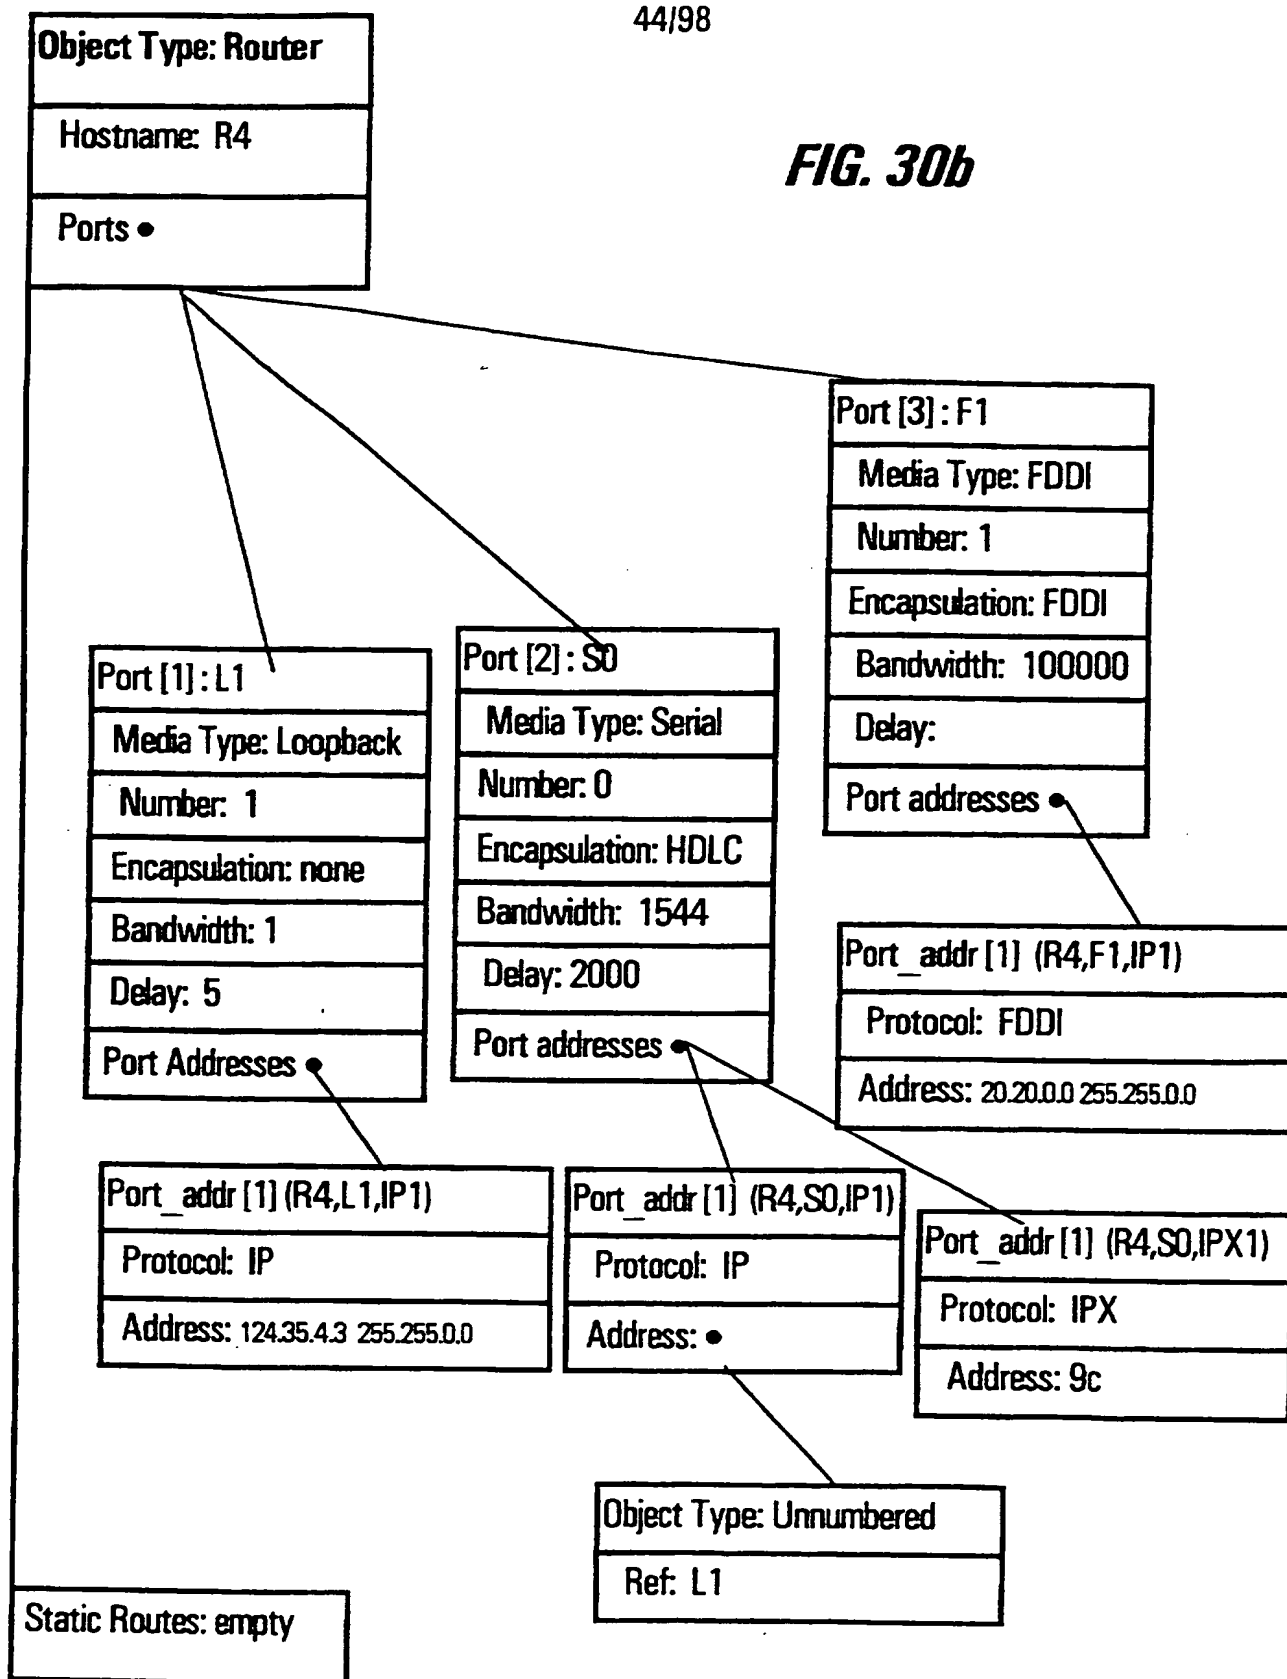 44/98
Object Type: Router
Hostname: R4
Ports
FIG. 30b
Port [3] : F1
Media Type: FDDI
Number: 1
Encapsulation: FDDI
Bandwidth: 100000
Delay:
Port addresses
Port [1] : L1
Media Type: Loopback
Number: 1
Encapsulation: none
Bandwidth: 1
Delay: 5
Port Addresses
Port [2] : S0
Media Type: Serial
Number: 0
Encapsulation: HDLC
Bandwidth: 1544
Delay: 2000
Port addresses
Port_addr [1] (R4,F1,IP1)
Protocol: FDDI
Address: 20.20.0.0 255.255.0.0
Port_addr [1] (R4,L1,IP1)
Protocol: IP
Address: 124.35.4.3 255.255.0.0
Port_addr [1] (R4,S0,IP1)
Protocol: IP
Address:
Port_addr [1] (R4,S0,IPX1)
Protocol: IPX
Address: 9c
Object Type: Unnumbered
Ref: L1
Static Routes: empty